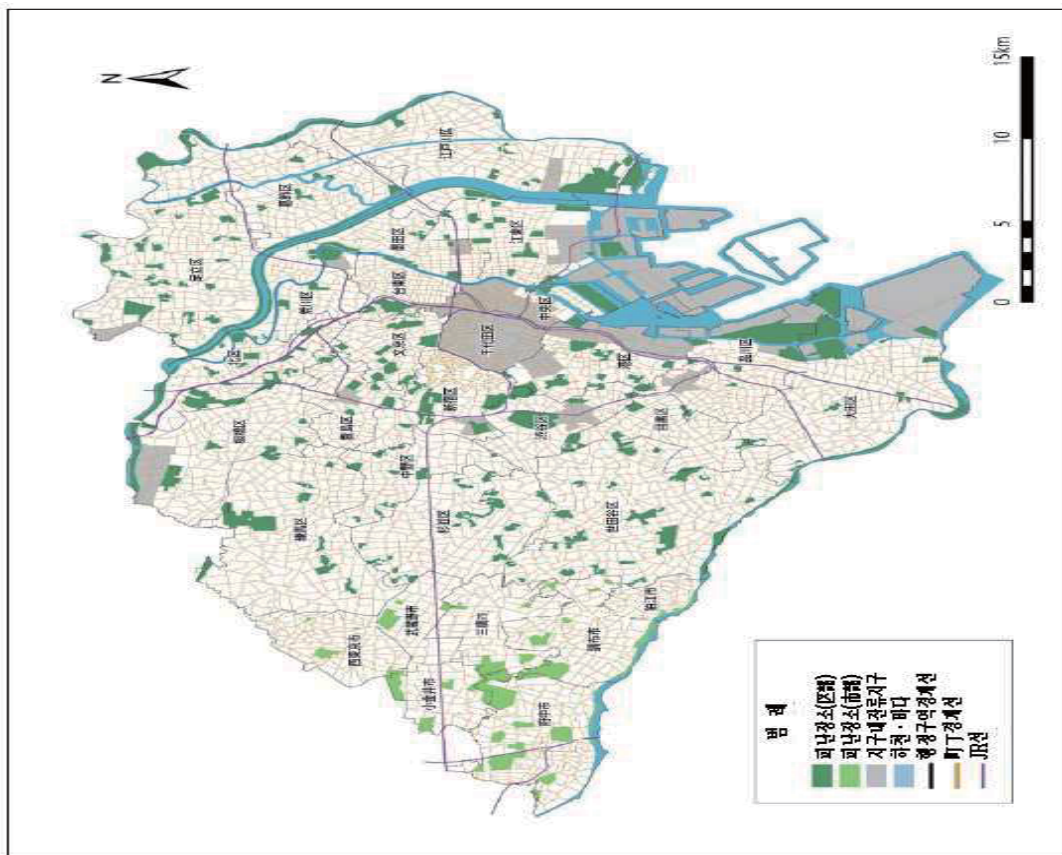 N
足立区
葛飾区
江戸川区
北区
荒川区
墨田区
板橋区
台東区
江東区
豊島区
文京区
練馬区
中野区
新宿区
千代田区
中央区
杉並区
渋谷区
港区
西東京市
武蔵野市
世田谷区
目黒区
品川区
小金井市
三鷹市
大田区
調布市
狛江市
府中市
범 례
피난장소(区部)
피난장소(市部)
지구내잔류지구
하천·바다
행정구역경계선
町丁경계선
JR선
0
5
10
15km